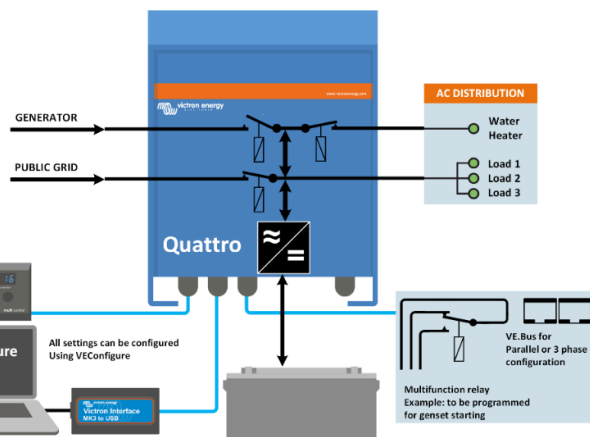 www.victronenergy.com
victron energy
AC DISTRIBUTION
GENERATOR
Water
Heater
PUBLIC GRID
Load 1
Load 2
Load 3
Quattro
≈
=
16
All settings can be configured
Using VEConfigure
ure
VE.Bus for
Parallel or 3 phase
configuration
Multifunction relay
Example: to be programmed
for genset starting
Victron Interface
MK3 to USB